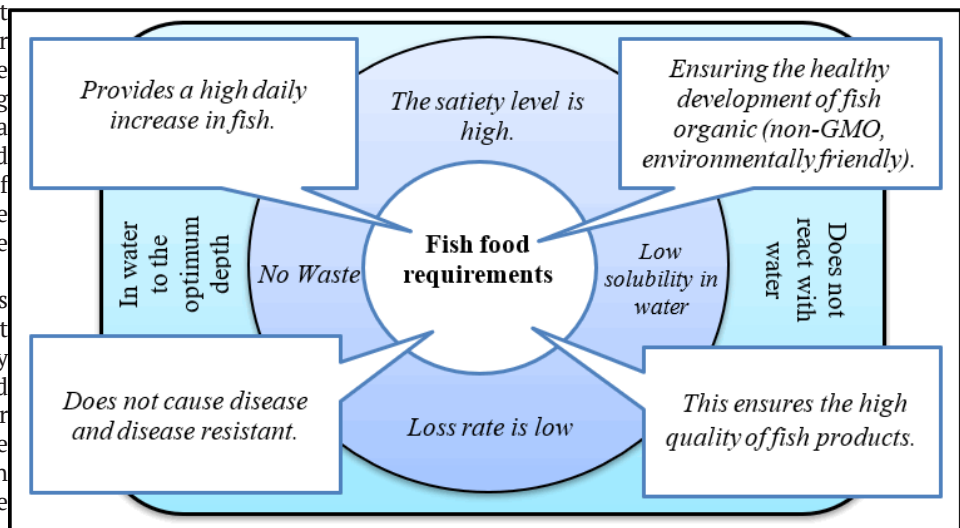 Provides a high daily
increase in fish.
The satiety level is
high.
Ensuring the healthy
development of fish
organic (non-GMO,
environmentally friendly).
In water
to the
optimum
depth
No Waste
Fish food
requirements
Low
solubility in
water
Does not
react with
water
Does not cause disease
and disease resistant.
Loss rate is low
This ensures the high
quality of fish products.